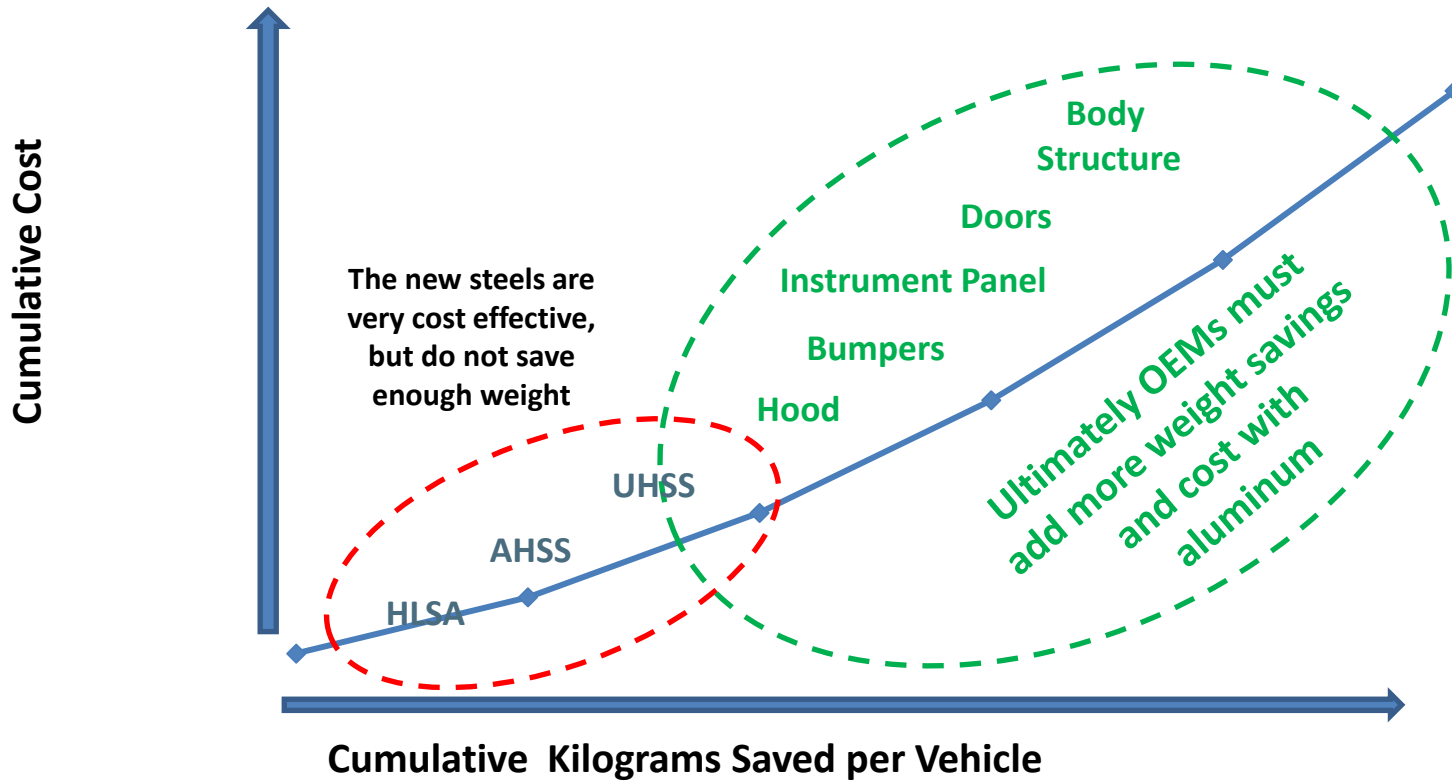 Cumulative Cost
Body
Structure
Doors
Instrument Panel
Bumpers
Hood
The new steels are
very cost effective,
but do not save
enough weight
UHSS
AHSS
HLSA
Ultimately OEMs must
add more weight savings
and cost with
aluminum
Cumulative Kilograms Saved per Vehicle